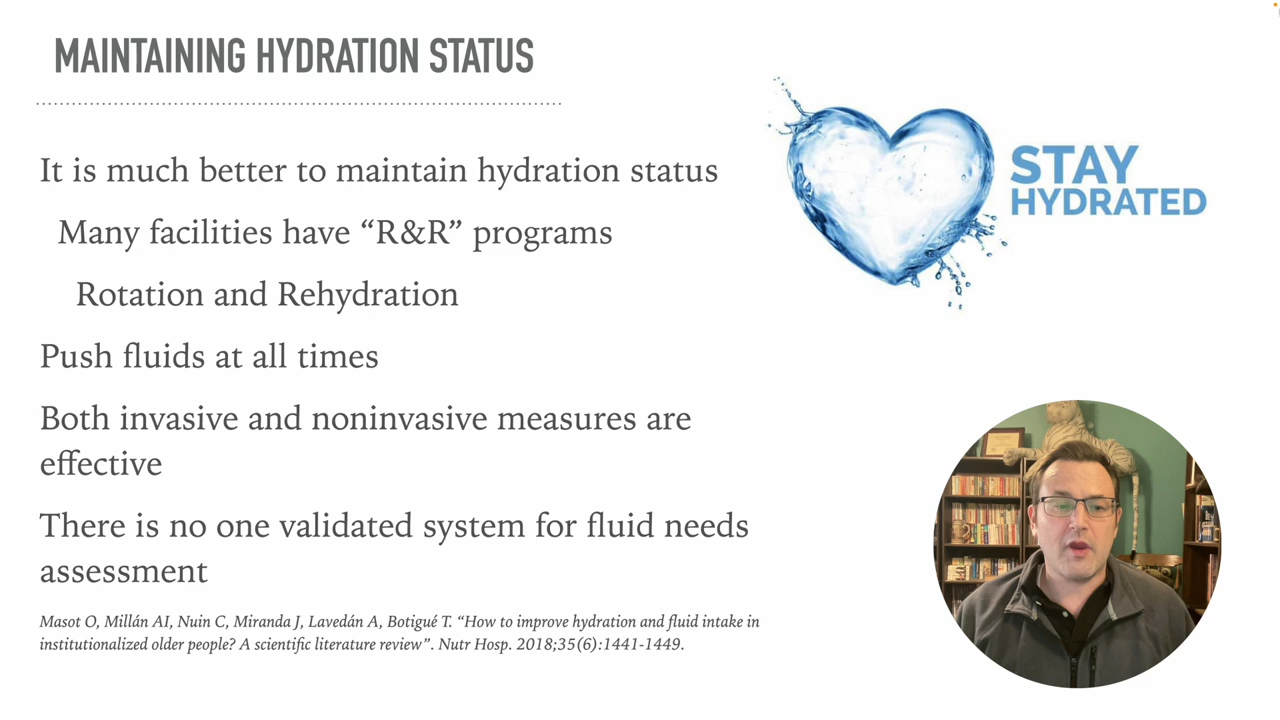 MAINTAINING HYDRATION STATUS
It is much better to maintain hydration status
Many facilities have “R&R” programs
Rotation and Rehydration
Push fluids at all times
Both invasive and noninvasive measures are
effective
There is no one validated system for fluid needs
assessment
Masot O, Millán AI, Nuin C, Miranda J, Lavedán A, Botigué T. “How to improve hydration and fluid intake in
institutionalized older people? A scientific literature review”. Nutr Hosp. 2018;35(6):1441-1449.
STAY
HYDRATED